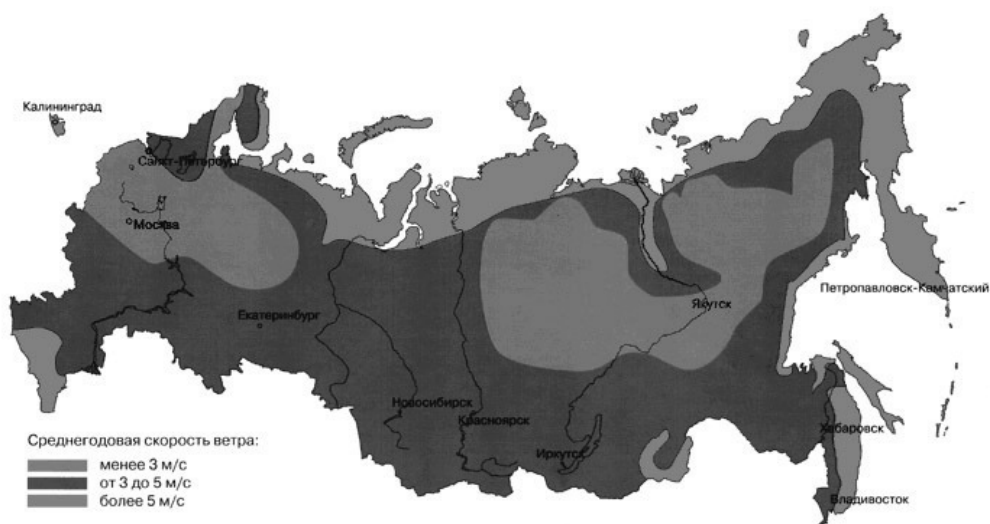 Калининград
Санкт-Петербург
Москва
Екатеринбург
Новосибирск
Красноярск
Иркутск
Якутск
Петропавловск-Камчатский
Хабаровск
Владивосток
Среднегодовая скорость ветра:
менее 3 м/с
от 3 до 5 м/с
более 5 м/с